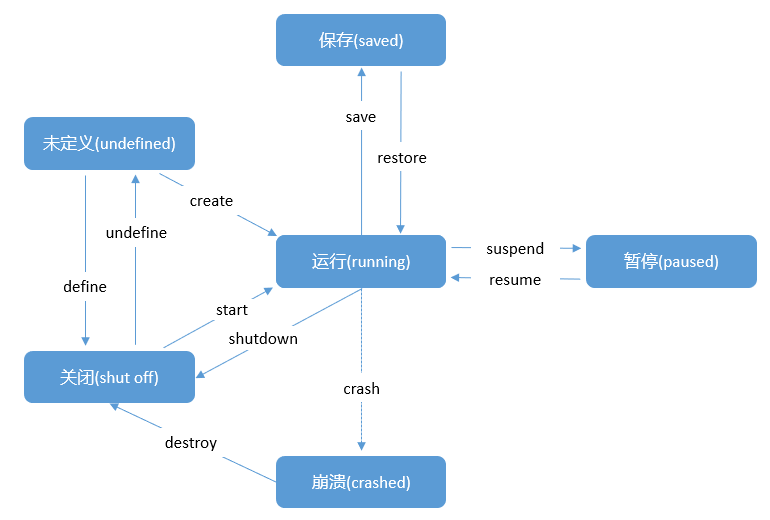 保存(saved)
save
未定义(undefined)
restore
create
undefine
suspend
运行(running)
暂停(paused)
resume
define
start
shutdown
关闭(shut off)
crash
destroy
崩溃(crashed)